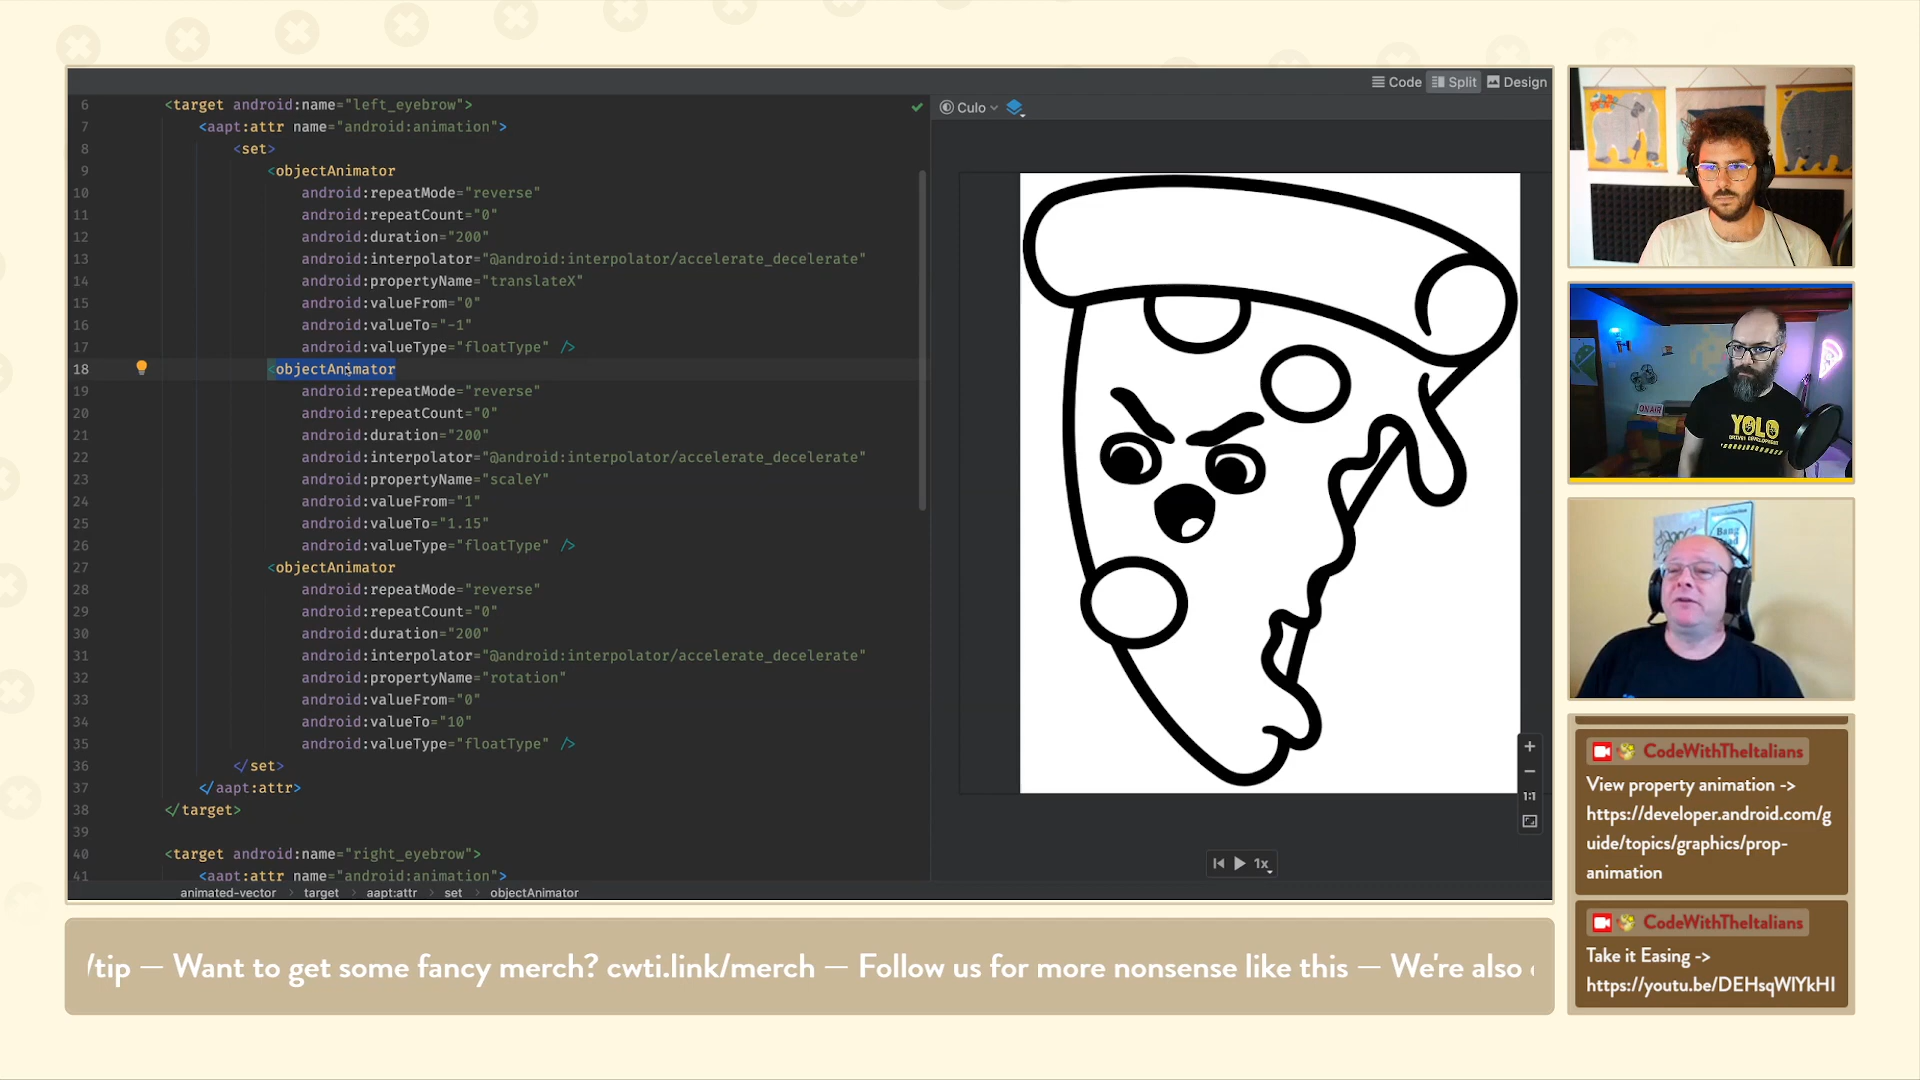 Code Split Design
Culo
6 <target android:name="left_eyebrow">
7 <aapt:attr name="android:animation">
8 <set>
9 <objectAnimator
10 android:repeatMode="reverse"
11 android:repeatCount="0"
12 android:duration="200"
13 android:interpolator="@android:interpolator/accelerate_decelerate"
14 android:propertyName="translateX"
15 android:valueFrom="0"
16 android:valueTo="-1"
17 android:valueType="floatType" />
18 <objectAnimator
19 android:repeatMode="reverse"
20 android:repeatCount="0"
21 android:duration="200"
22 android:interpolator="@android:interpolator/accelerate_decelerate"
23 android:propertyName="scaleY"
24 android:valueFrom="1"
25 android:valueTo="1.15"
26 android:valueType="floatType" />
27 <objectAnimator
28 android:repeatMode="reverse"
29 android:repeatCount="0"
30 android:duration="200"
31 android:interpolator="@android:interpolator/accelerate_decelerate"
32 android:propertyName="rotation"
33 android:valueFrom="0"
34 android:valueTo="10"
35 android:valueType="floatType" />
36 </set>
37 </aapt:attr>
38 </target>
39
40 <target android:name="right_eyebrow">
41 <aapt:attr name="android:animation">
animated-vector > target > aapt:attr > set > objectAnimator
1:1
1x
ON AIR
YOLO
Bang
CodeWithTheItalians
View property animation ->
https://developer.android.com/g
uide/topics/graphics/prop-
animation
CodeWithTheItalians
Take it Easing ->
https://youtu.be/DEHsqWlYkHI
/tip — Want to get some fancy merch? cwti.link/merch — Follow us for more nonsense like this — We're also